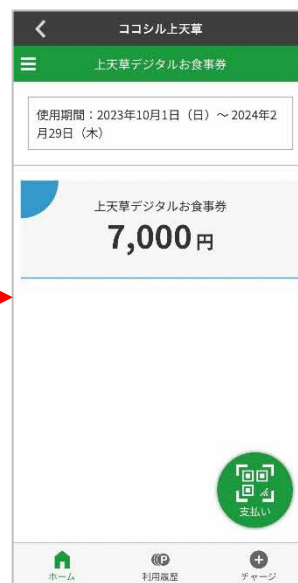 ココシル上天草
上天草デジタルお食事券
使用期間：2023年10月1日（日）～2024年2
月29日（木）
上天草デジタルお食事券
7,000円
支払い
ホーム
利用履歴
チャージ